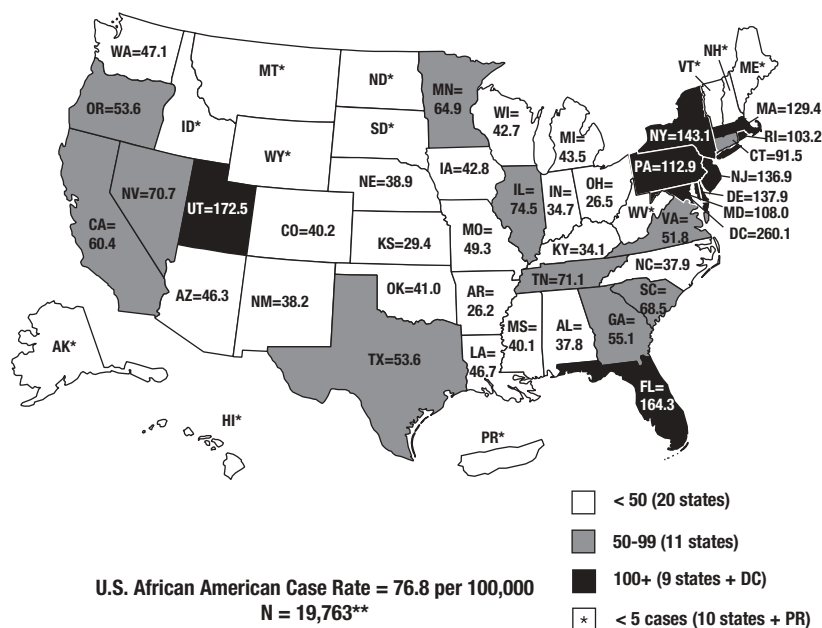 NH*
VT*
ME*
WA=47.1
MT*
ND*
MN=
64.9
OR=53.6
ID*
SD*
WI=
42.7
MI=
43.5
NY=143.1
MA=129.4
RI=103.2
CT=91.5
WY*
IA=42.8
PA=112.9
NJ=136.9
NV=70.7
UT=172.5
NE=38.9
IL=
74.5
IN=
34.7
OH=
26.5
WV*
DE=137.9
MD=108.0
DC=260.1
CA=
60.4
CO=40.2
KS=29.4
MO=
49.3
KY=34.1
VA=
51.8
AZ=46.3
NM=38.2
OK=41.0
AR=
26.2
TN=71.1
NC=37.9
SC=
68.5
MS=
40.1
AL=
37.8
GA=
55.1
AK*
TX=53.6
LA=
46.7
FL=
164.3
HI*
PR*
< 50 (20 states)
50-99 (11 states)
100+ (9 states + DC)
* < 5 cases (10 states + PR)
U.S. African American Case Rate = 76.8 per 100,000
N = 19,763**